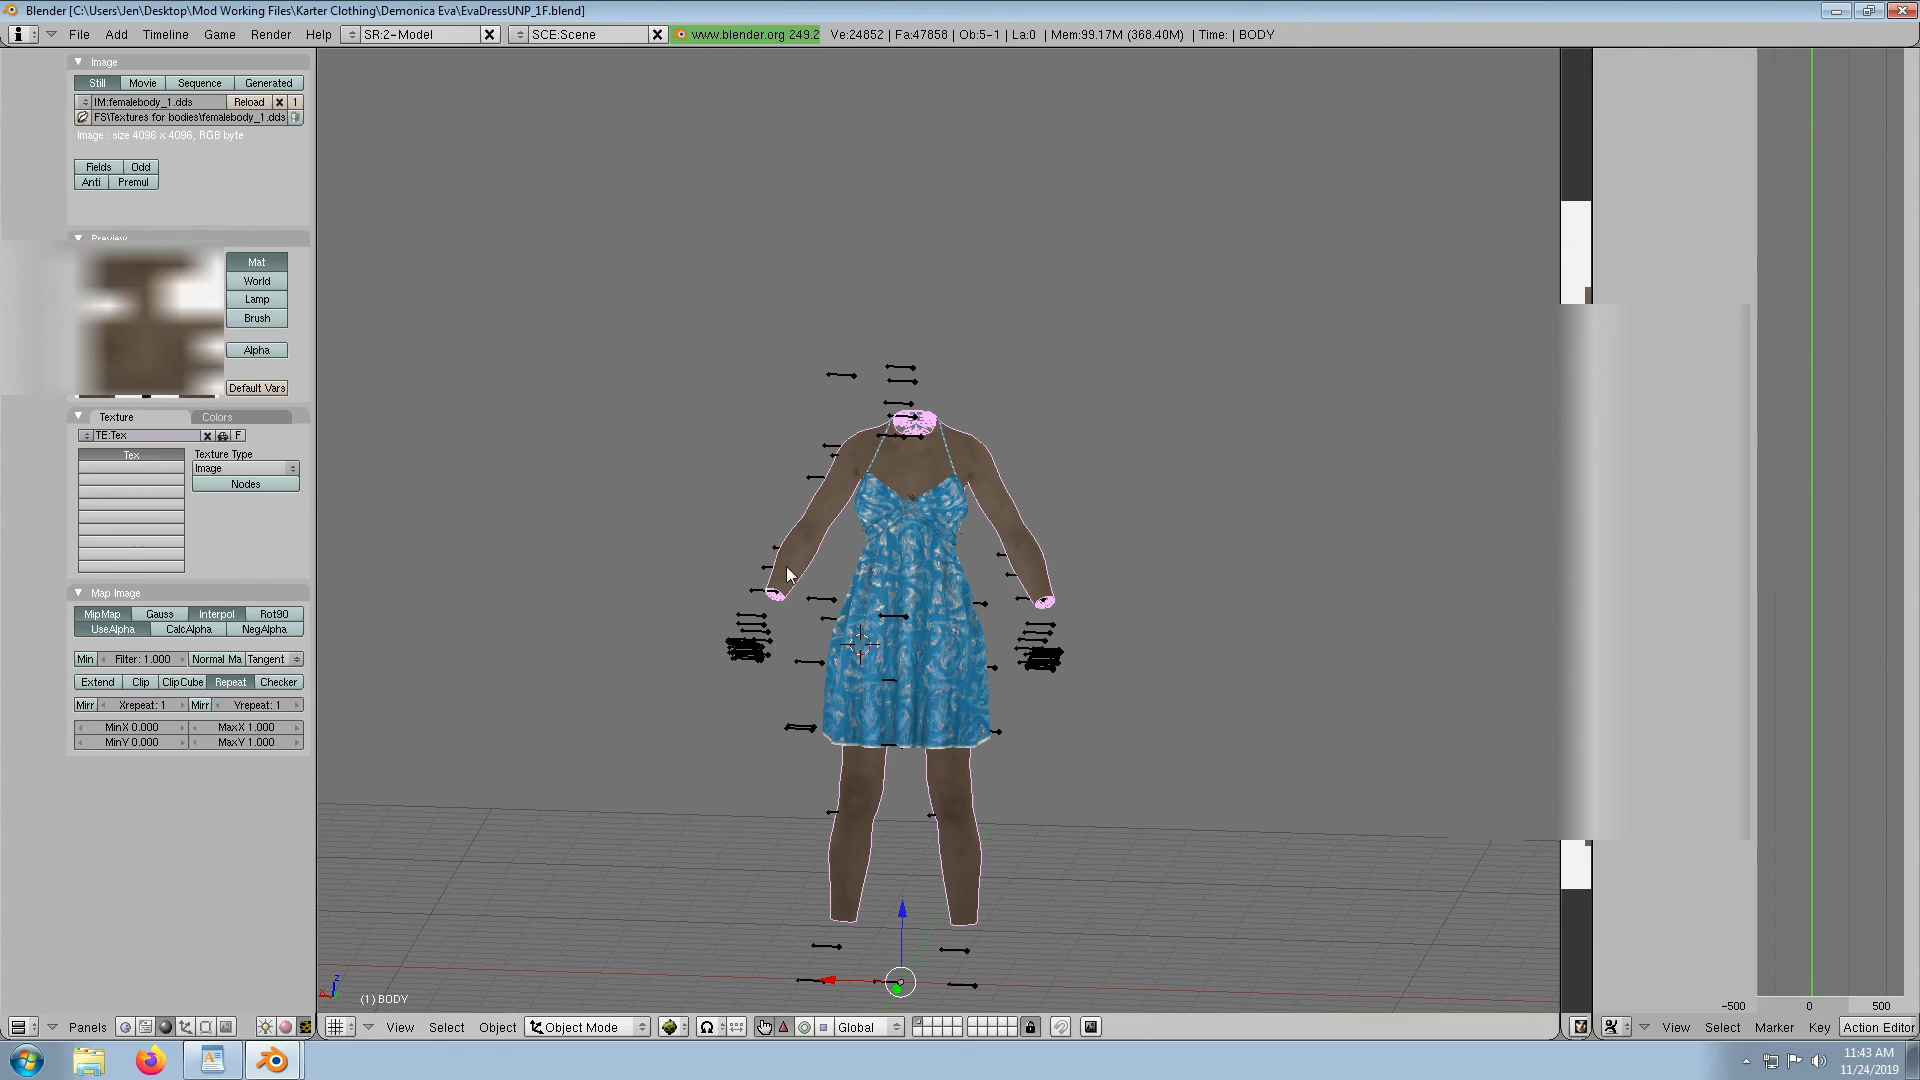 Blender [C:\Users\Jen\Desktop\Mod Working Files\Karter Clothing\Demonica Eva\EvaDressUNP_1F.blend]
File Add Timeline Game Render Help SR:2-Model SCE:Scene www.blender.org 249.2 Ve:24852 | Fa:47858 | Ob:5-1 | La:0 | Mem:99.17M (368.40M) | Time: | BODY
Image
Still Movie Sequence Generated
IM:femalebody_1.dds Reload 1
FS\Textures for bodies\femalebody_1.dds
Image : size 4096 x 4096, RGB byte
Fields Odd
Anti Premul
Preview
Mat
World
Lamp
Brush
Alpha
Default Vars
Texture Colors
TE:Tex F
Tex Texture Type
Image
Nodes
Map Image
MipMap Gauss Interpol Rot90
UseAlpha CalcAlpha NegAlpha
Min Filter: 1.000 Normal Ma Tangent
Extend Clip ClipCube Repeat Checker
Mirr Xrepeat: 1 Mirr Yrepeat: 1
MinX 0.000 MaxX 1.000
MinY 0.000 MaxY 1.000
z
x
(1) BODY
-500 0 500
Panels View Select Object Object Mode Global View Select Marker Key Action Editor
11:43 AM
11/24/2019